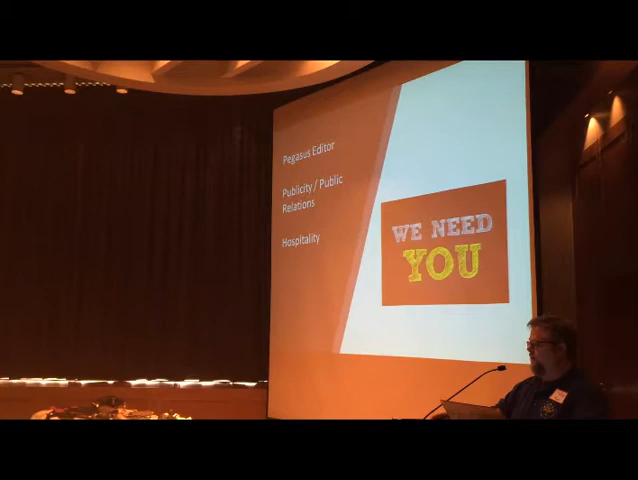 Pegasus Editor
Publicity / Public
Relations
Hospitality
WE NEED
YOU